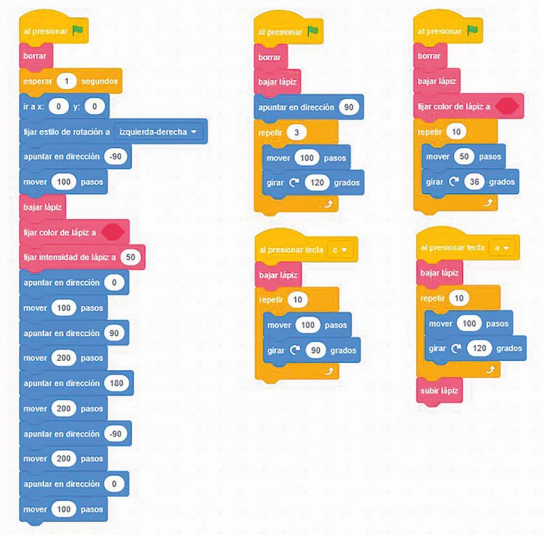 al presionar
borrar
esperar 1 segundos
ir a x: 0 y: 0
fijar estilo de rotación a izquierda-derecha
apuntar en dirección -90
mover 100 pasos
bajar lápiz
fijar color de lápiz a
fijar intensidad de lápiz a 50
apuntar en dirección 0
mover 100 pasos
apuntar en dirección 90
mover 200 pasos
apuntar en dirección 180
mover 200 pasos
apuntar en dirección -90
mover 200 pasos
apuntar en dirección 0
mover 100 pasos
al presionar
borrar
bajar lápiz
apuntar en dirección 90
repetir 3
mover 100 pasos
girar 120 grados
al presionar tecla c
bajar lápiz
repetir 10
mover 100 pasos
girar 90 grados
al presionar
borrar
bajar lápiz
fijar color de lápiz a
repetir 10
mover 50 pasos
girar 36 grados
al presionar tecla a
bajar lápiz
repetir 10
mover 100 pasos
girar 120 grados
subir lápiz